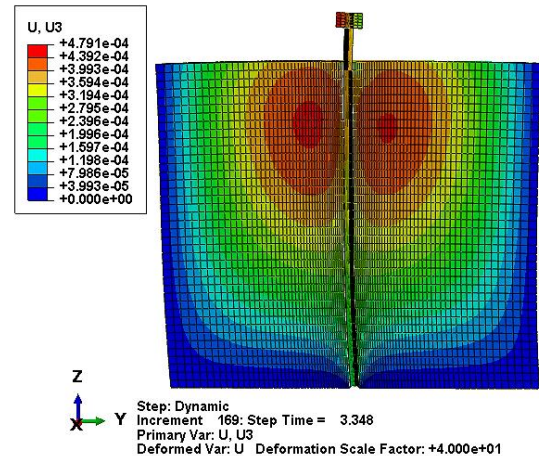 U, U3
+4.791e-04
+4.392e-04
+3.993e-04
+3.594e-04
+3.194e-04
+2.795e-04
+2.396e-04
+1.996e-04
+1.597e-04
+1.198e-04
+7.986e-05
+3.993e-05
+0.000e+00
Z
Y
X
Step: Dynamic
Increment 169: Step Time = 3.348
Primary Var: U, U3
Deformed Var: U Deformation Scale Factor: +4.000e+01